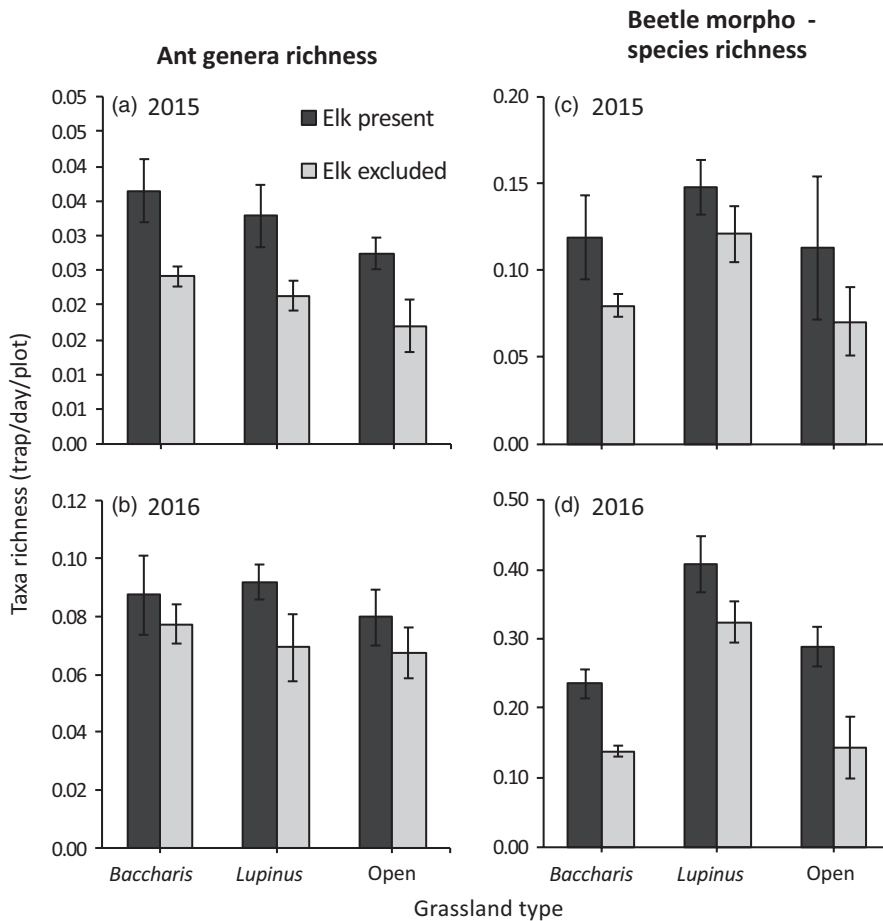 Ant genera richness
Beetle morpho -
species richness
(a) 2015
Elk present
Elk excluded
0.05
0.05
0.04
0.04
0.03
0.03
0.02
0.02
0.01
0.01
0.00
(c) 2015
0.20
0.15
0.10
0.05
0.00
Taxa richness (trap/day/plot)
(b) 2016
0.12
0.10
0.08
0.06
0.04
0.02
0.00
Baccharis Lupinus Open
(d) 2016
0.50
0.40
0.30
0.20
0.10
0.00
Baccharis Lupinus Open
Grassland type